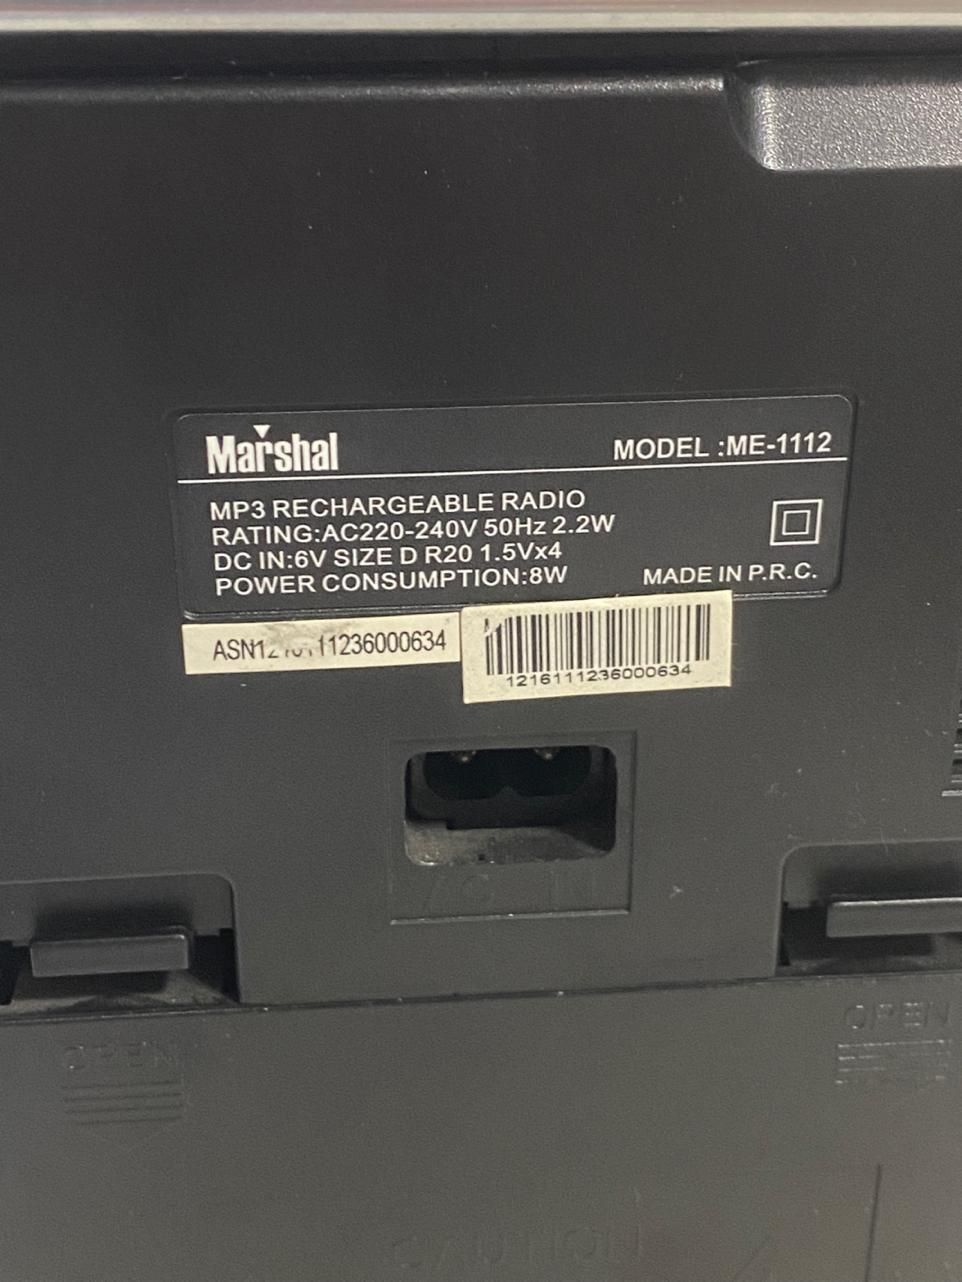 Marshal
MODEL :ME-1112
MP3 RECHARGEABLE RADIO
RATING:AC220-240V 50Hz 2.2W
DC IN:6V SIZE D R20 1.5Vx4
POWER CONSUMPTION:8W
MADE IN P.R.C.
1216111236000634
OPEN
OPEN
CAUTION